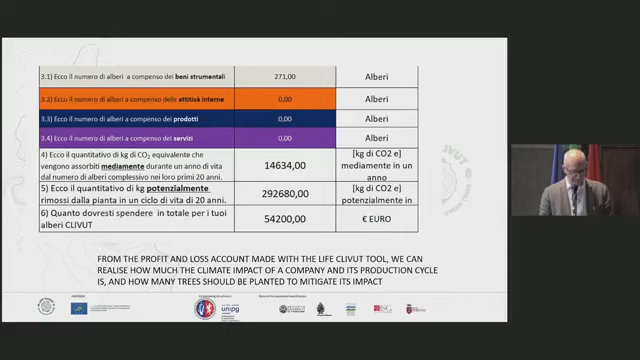 3.1) Ecco il numero di alberi a compenso dei beni strumentali
271,00
Alberi
3.2) Ecco il numero di alberi a compenso delle attitivà interne
0,00
Alberi
3.3) Ecco il numero di alberi a compenso dei prodotti
0,00
Alberi
3.4) Ecco il numero di alberi a compenso dei servizi
0,00
Alberi
4) Ecco il quantitativo di kg di CO2 equivalente che
vengono assorbiti mediamente durante un anno di vita
dal numero di alberi complessivo nei loro primi 20 anni.
14634,00
[kg di CO2 e]
mediamente in un
anno
5) Ecco il quantitativo di kg potenzialmente
rimossi dalla pianta in un ciclo di vita di 20 anni.
292680,00
[kg di CO2 e]
potenzialmente in
6) Quanto dovresti spendere in totale per i tuoi
alberi CLIVUT
54200,00
€ EURO
FROM THE PROFIT AND LOSS ACCOUNT MADE WITH THE LIFE CLIVUT TOOL, WE CAN
REALISE HOW MUCH THE CLIMATE IMPACT OF A COMPANY AND ITS PRODUCTION CYCLE
IS, AND HOW MANY TREES SHOULD BE PLANTED TO MITIGATE ITS IMPACT
CLIVUT
unipg
ISG